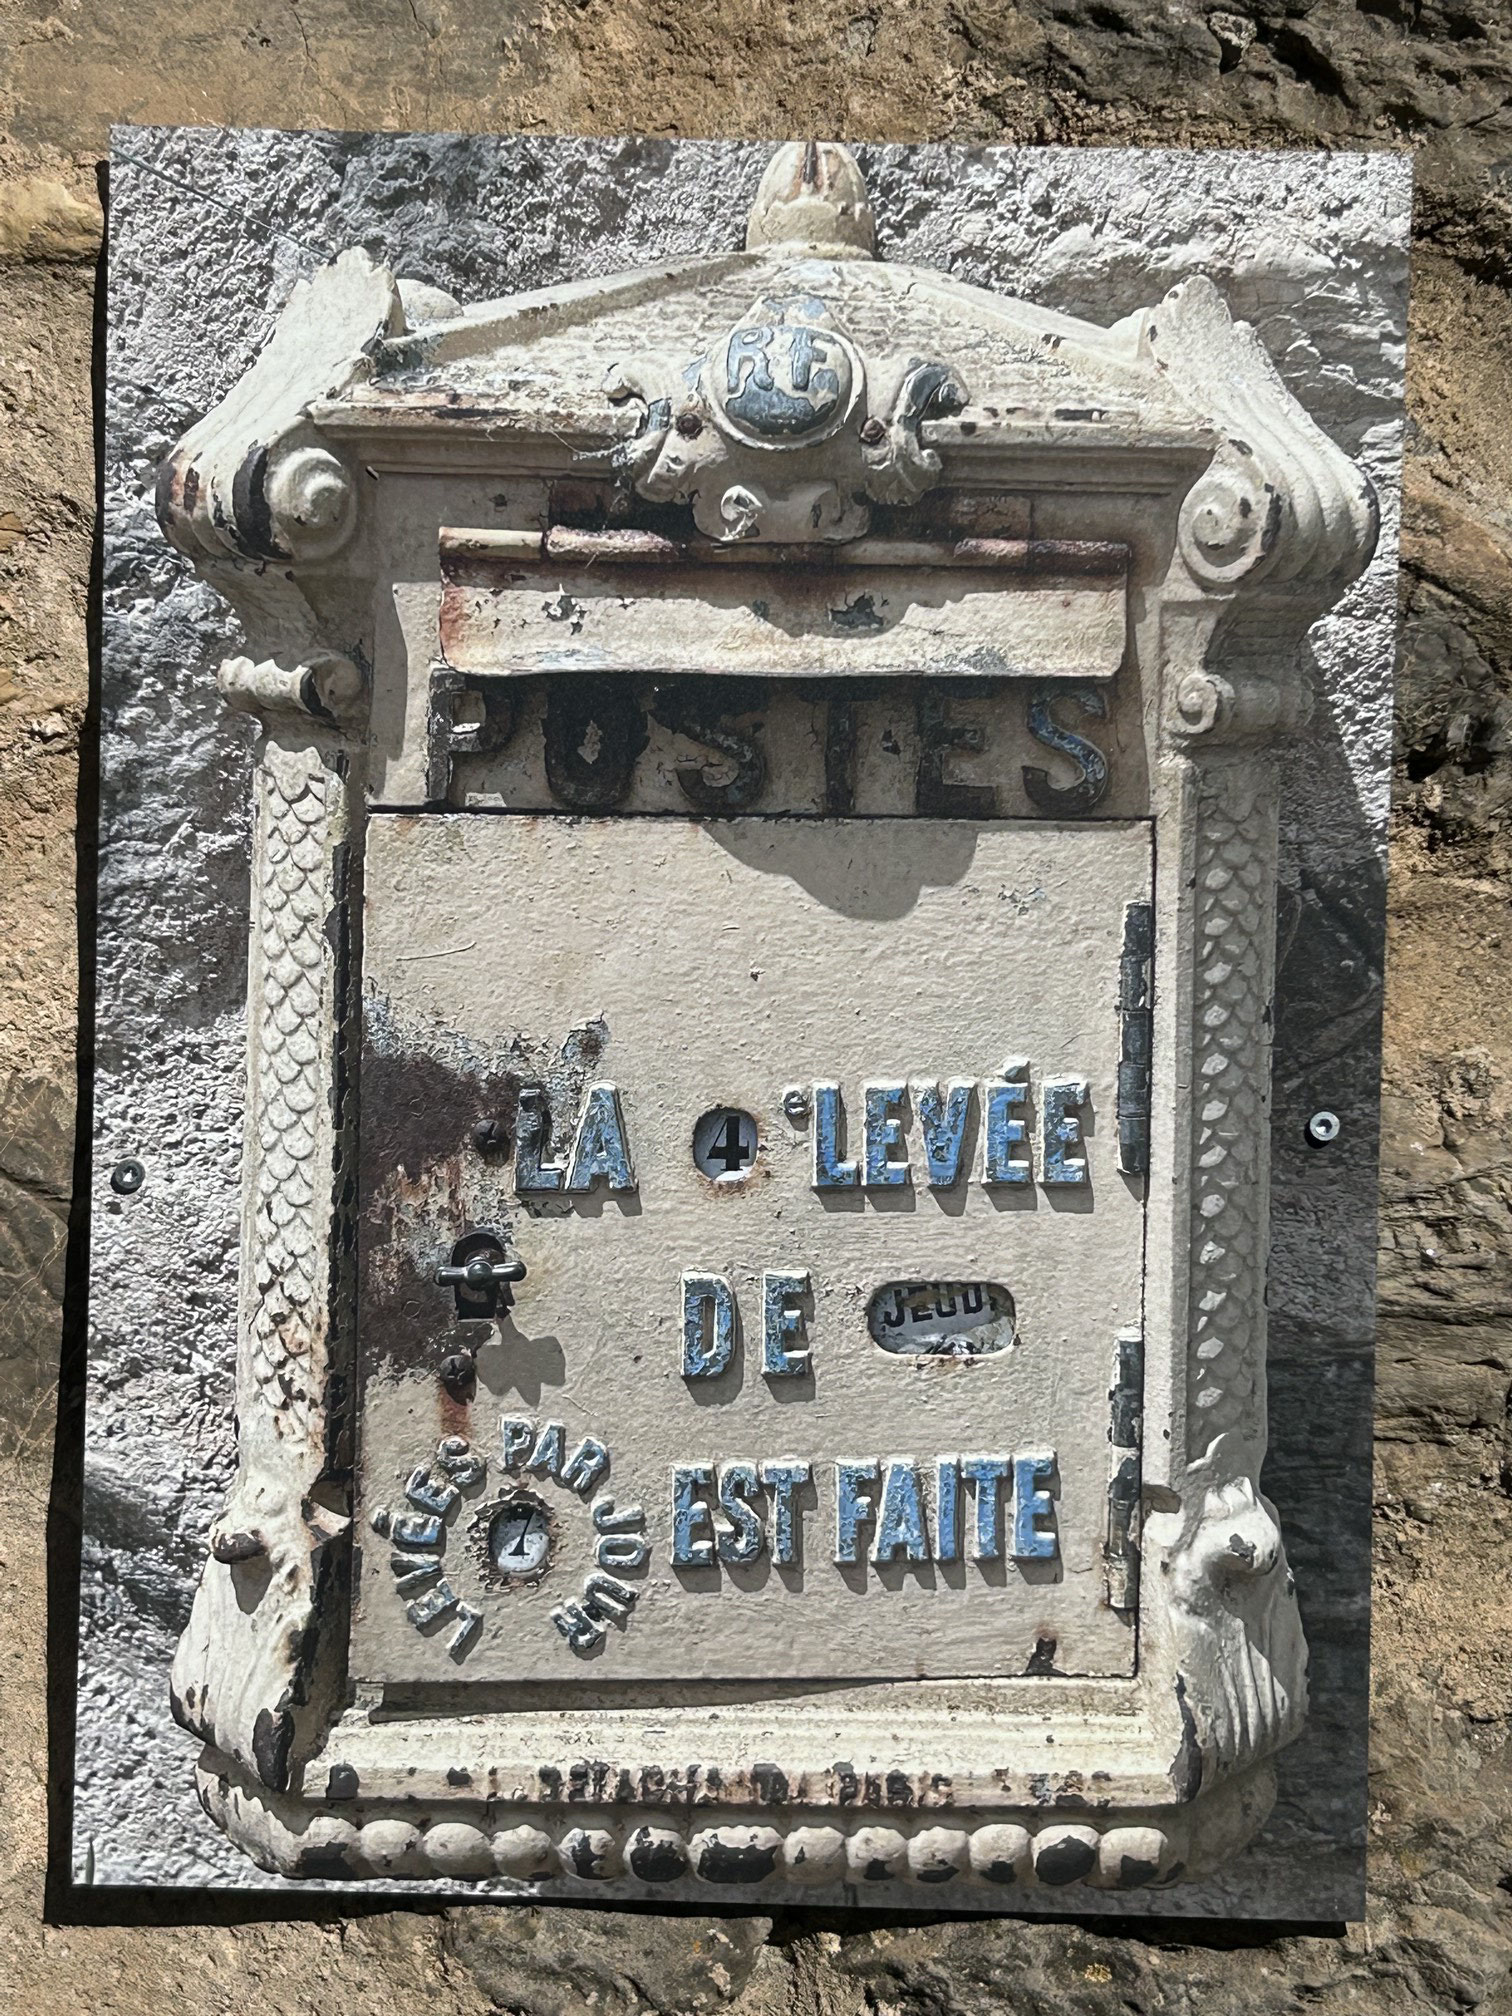 RF
POSTES
LA 4 e LEVÉE
DE JEUDI
EST FAITE
LEVÉES PAR JOUR
7